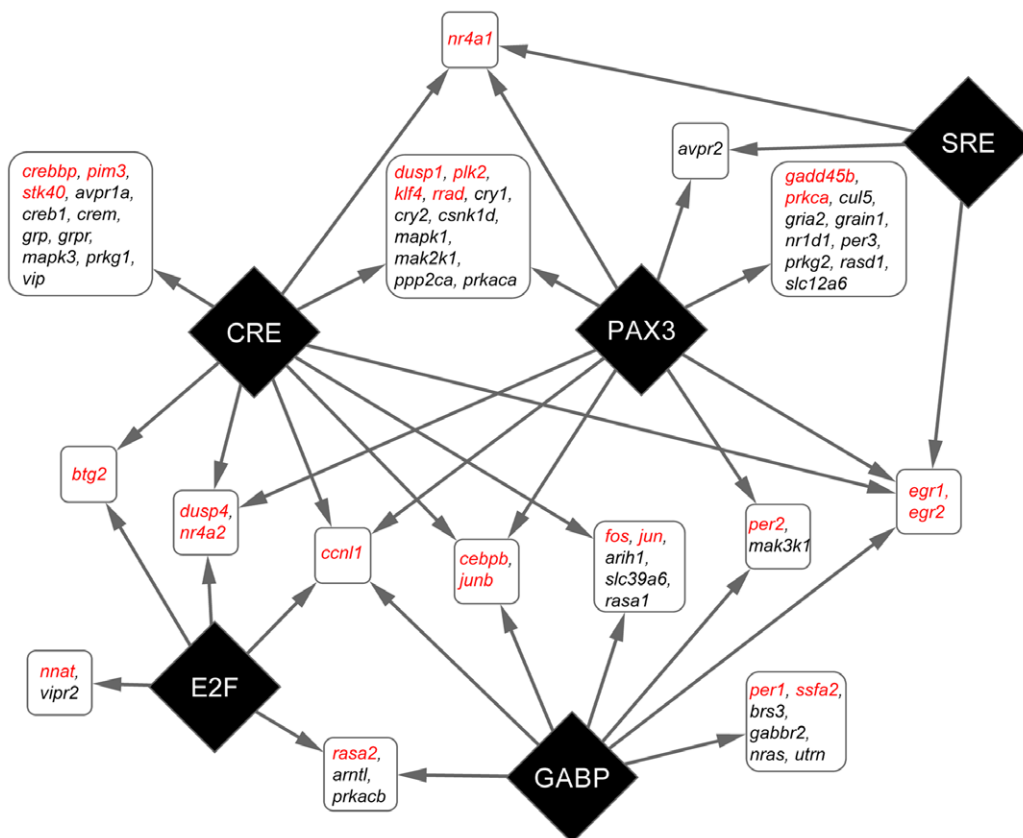 nr4a1
SRE
avpr2
crebbp, pim3,
stk40, avpr1a,
creb1, crem,
grp, grpr,
mapk3, prkg1,
vip
dusp1, plk2,
klf4, rrad, cry1,
cry2, csnk1d,
mapk1,
mak2k1,
ppp2ca, prkaca
gadd45b,
prkca, cul5,
gria2, grain1,
nr1d1, per3,
prkg2, rasd1,
slc12a6
CRE
PAX3
btg2
dusp4,
nr4a2
ccnl1
cebpb,
junb
fos, jun,
arih1,
slc39a6,
rasa1
per2,
mak3k1
egr1,
egr2
nnat,
vipr2
E2F
rasa2,
arntl,
prkacb
GABP
per1, ssfa2,
brs3,
gabbr2,
nras, utrn